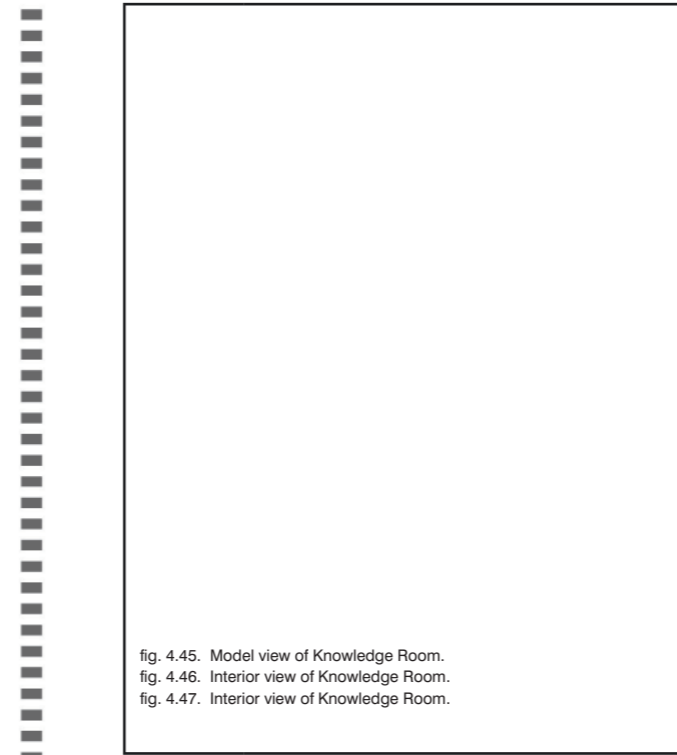 fig. 4.45. Model view of Knowledge Room.
fig. 4.46. Interior view of Knowledge Room.
fig. 4.47. Interior view of Knowledge Room.